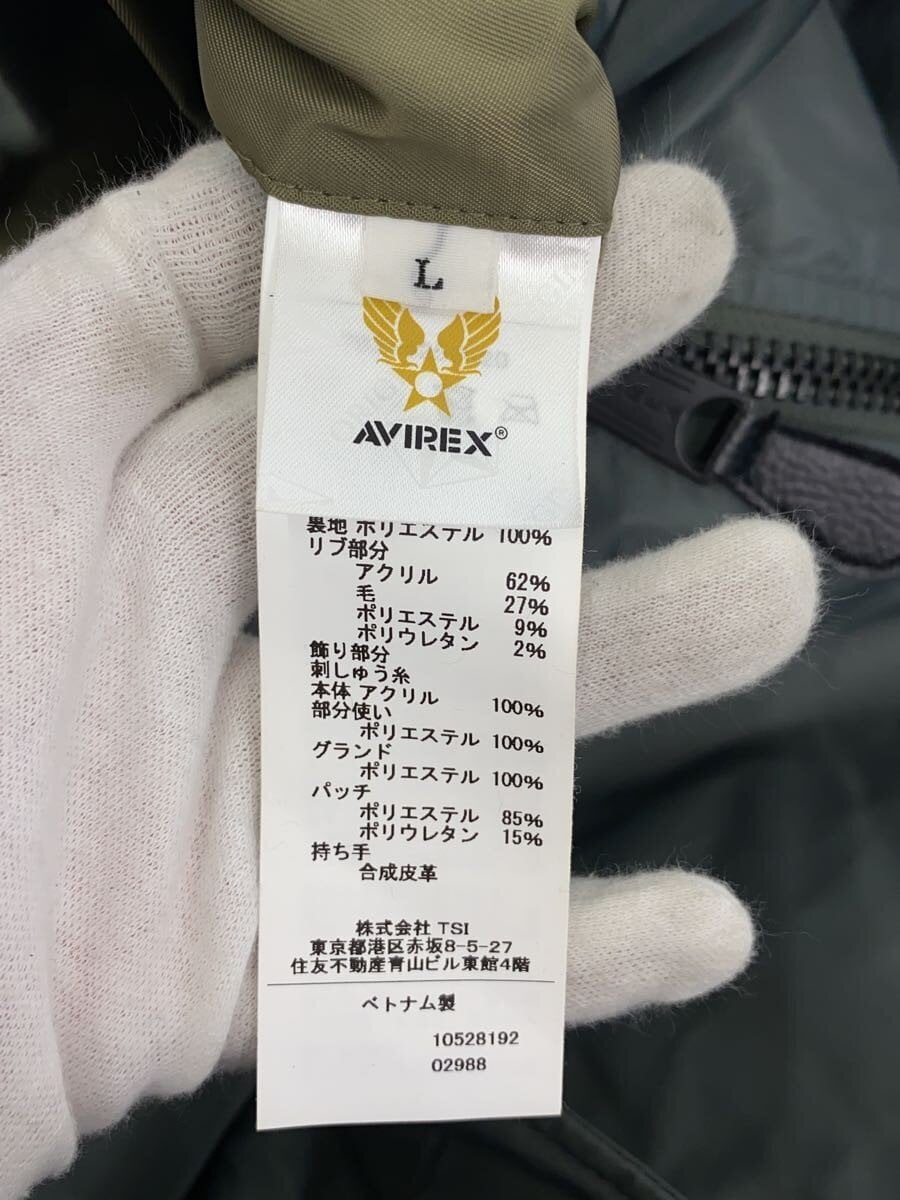 L
AVIREX®
裏地 ポリエステル 100%
リブ部分
アクリル 62%
毛 27%
ポリエステル 9%
ポリウレタン 2%
飾り部分
刺しゅう糸
本体 アクリル 100%
部分使い
ポリエステル 100%
グランド
ポリエステル 100%
パッチ
ポリエステル 85%
ポリウレタン 15%
持ち手
合成皮革
株式会社 TSI
東京都港区赤坂8-5-27
住友不動産青山ビル東館4階
ベトナム製
10528192
02988